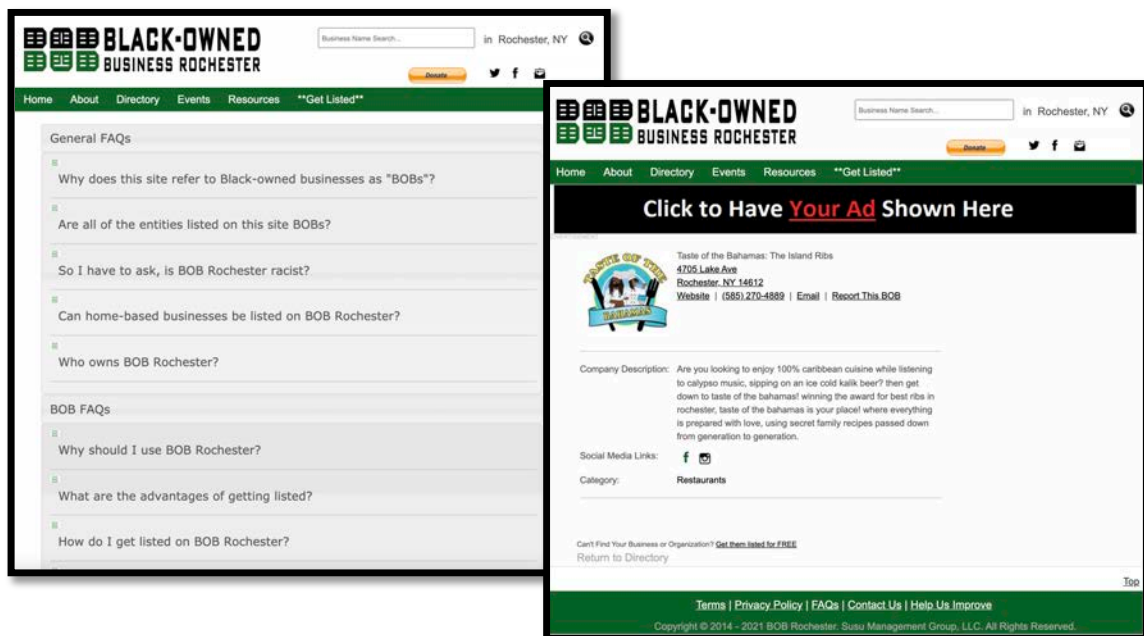 BLACK-OWNED
BUSINESS ROCHESTER
Business Name Search...
in Rochester, NY
Donate
Home About Directory Events Resources **Get Listed**
General FAQs
Why does this site refer to Black-owned businesses as "BOBs"?
Are all of the entities listed on this site BOBs?
So I have to ask, is BOB Rochester racist?
Can home-based businesses be listed on BOB Rochester?
Who owns BOB Rochester?
BOB FAQs
Why should I use BOB Rochester?
What are the advantages of getting listed?
How do I get listed on BOB Rochester?
BLACK-OWNED
BUSINESS ROCHESTER
Business Name Search...
in Rochester, NY
Donate
Home About Directory Events Resources **Get Listed**
Click to Have Your Ad Shown Here
TASTE OF THE
BAHAMAS
Taste of the Bahamas: The Island Ribs
4705 Lake Ave
Rochester, NY 14612
Website | (585) 270-4889 | Email | Report This BOB
Company Description: Are you looking to enjoy 100% caribbean cuisine while listening
to calypso music, sipping on an ice cold kalik beer? then get
down to taste of the bahamas! winning the award for best ribs in
rochester, taste of the bahamas is your place! where everything
is prepared with love, using secret family recipes passed down
from generation to generation.
Social Media Links:
Category: Restaurants
Can't Find Your Business or Organization? Get them listed for FREE
Return to Directory
Top
Terms | Privacy Policy | FAQs | Contact Us | Help Us Improve
Copyright © 2014 - 2021 BOB Rochester. Susu Management Group, LLC. All Rights Reserved.